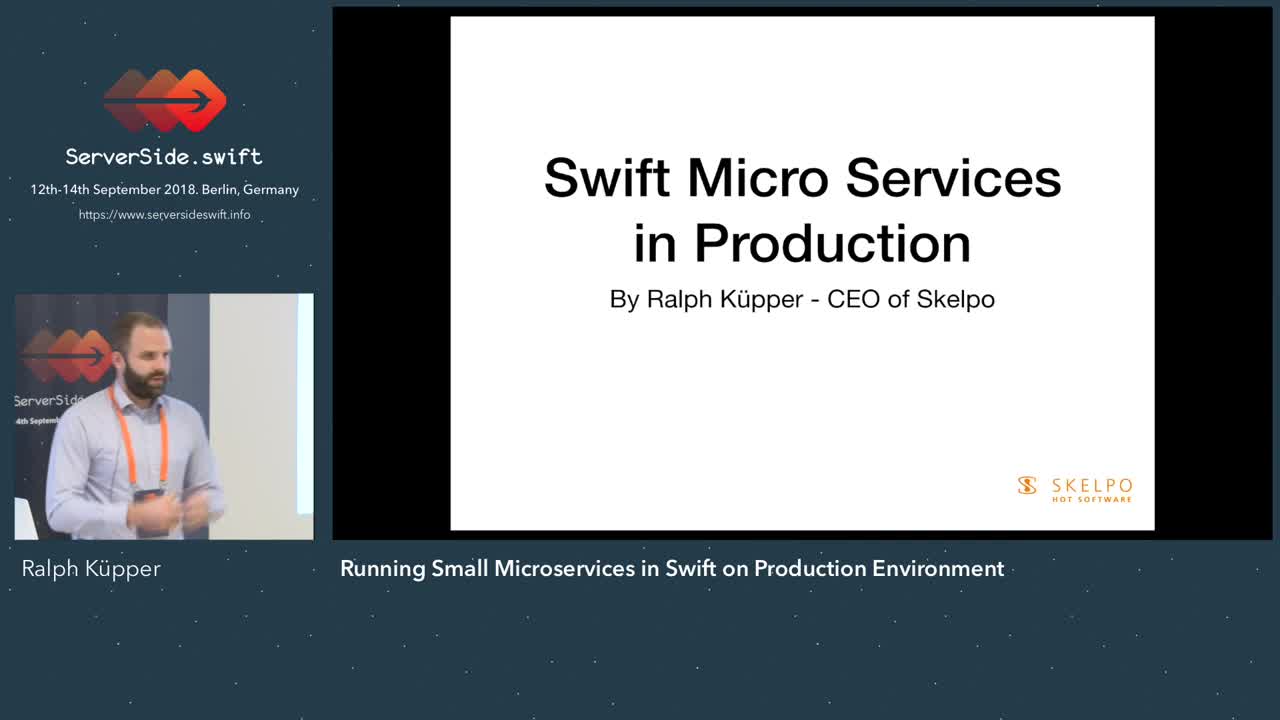 ServerSide.swift
12th-14th September 2018. Berlin, Germany
https://www.serversideswift.info
Swift Micro Services
in Production
By Ralph Küpper - CEO of Skelpo
SKELPO
HOT SOFTWARE
ServerSide
4th Septemb
Ralph Küpper
Running Small Microservices in Swift on Production Environment